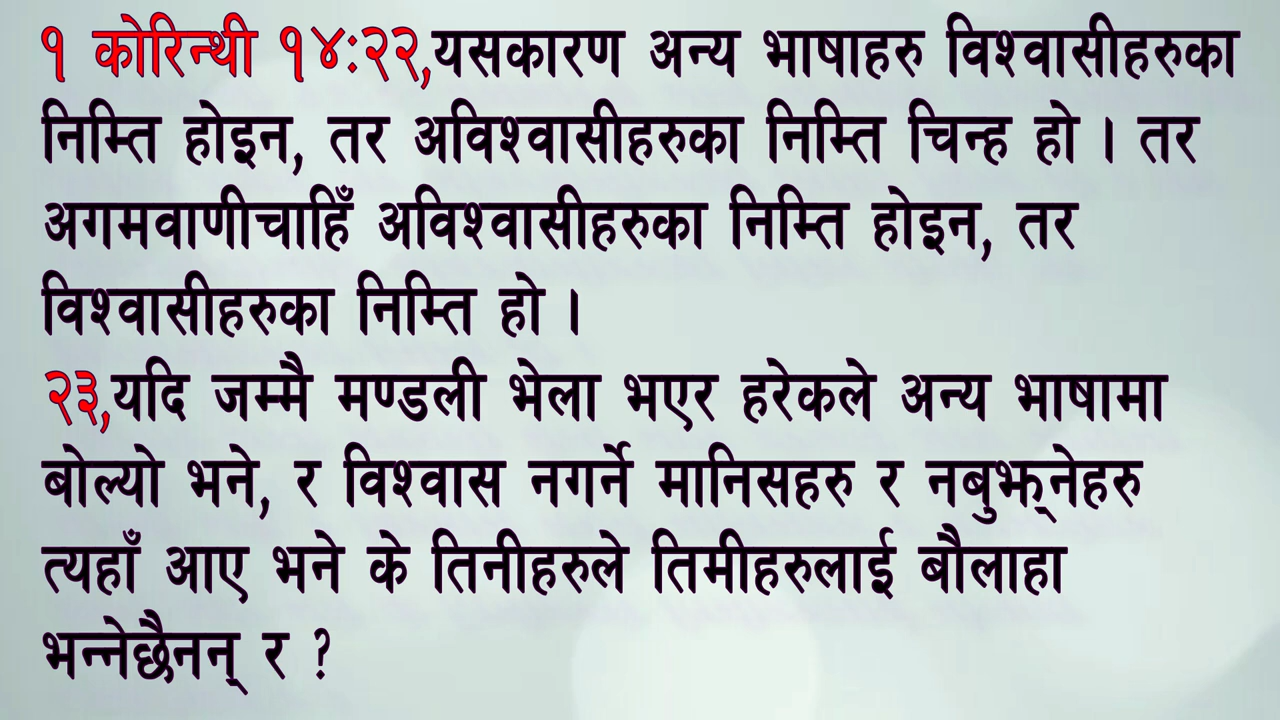 १ कोरिन्थी १४:२२,यसकारण अन्य भाषाहरु विश्वासीहरुका
निम्ति होइन, तर अविश्वासीहरुका निम्ति चिन्ह हो । तर
अगमवाणीचाहिँ अविश्वासीहरुका निम्ति होइन, तर
विश्वासीहरुका निम्ति हो ।
२३,यदि जम्मै मण्डली भेला भएर हरेकले अन्य भाषामा
बोल्यो भने, र विश्वास नगर्ने मानिसहरु र नबुझ्नेहरु
त्यहाँ आए भने के तिनीहरुले तिमीहरुलाई बौलाहा
भन्नेछैनन् र ?